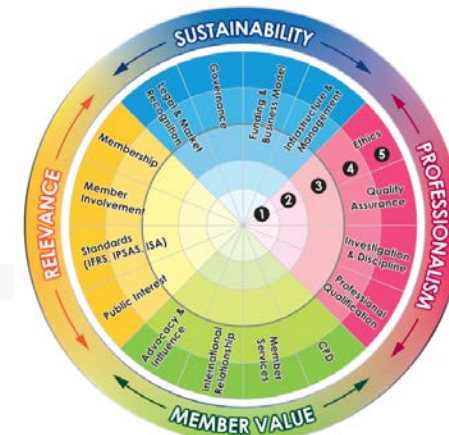 SUSTAINABILITY
Legal & Market
Recognition
Governance
Funding &
Business Model
Infrastructure &
Management
PROFESSIONALISM
Ethics
Quality
Assurance
Investigation
& Discipline
Professional
Qualification
MEMBER VALUE
CPD
Member
Services
International
Relationship
Advocacy &
Influence
RELEVANCE
Public Interest
Standards
(IFRS, IPSAS, ISA)
Member
Involvement
Membership
1
2
3
4
5